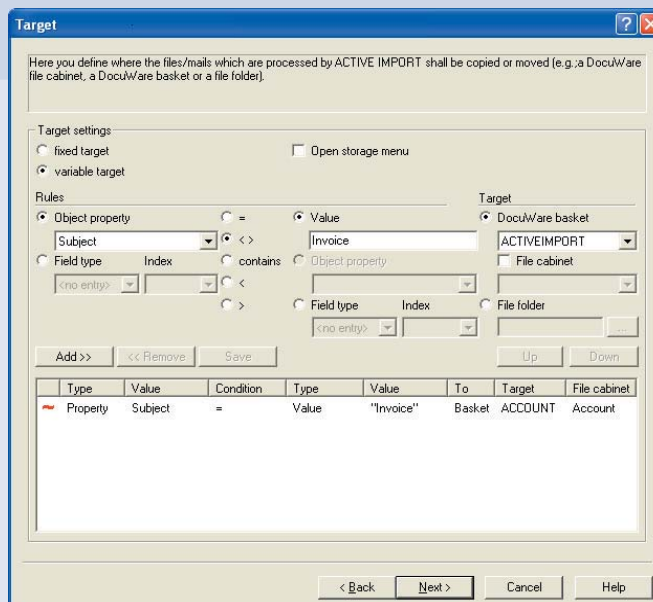 Target
Here you define where the files/mails which are processed by ACTIVE IMPORT shall be copied or moved (e.g.;a DocuWare
file cabinet, a DocuWare basket or a file folder).
Target settings
fixed target Open storage menu
variable target
Rules Target
Object property = Value DocuWare basket
Subject <> Invoice ACTIVEIMPORT
Field type Index contains Object property File cabinet
<no entry> <
> Field type Index File folder
<no entry> ...
Add >> << Remove Save Up Down
Type Value Condition Type Value To Target File cabinet
Property Subject = Value "Invoice" Basket ACCOUNT Account
< Back Next > Cancel Help